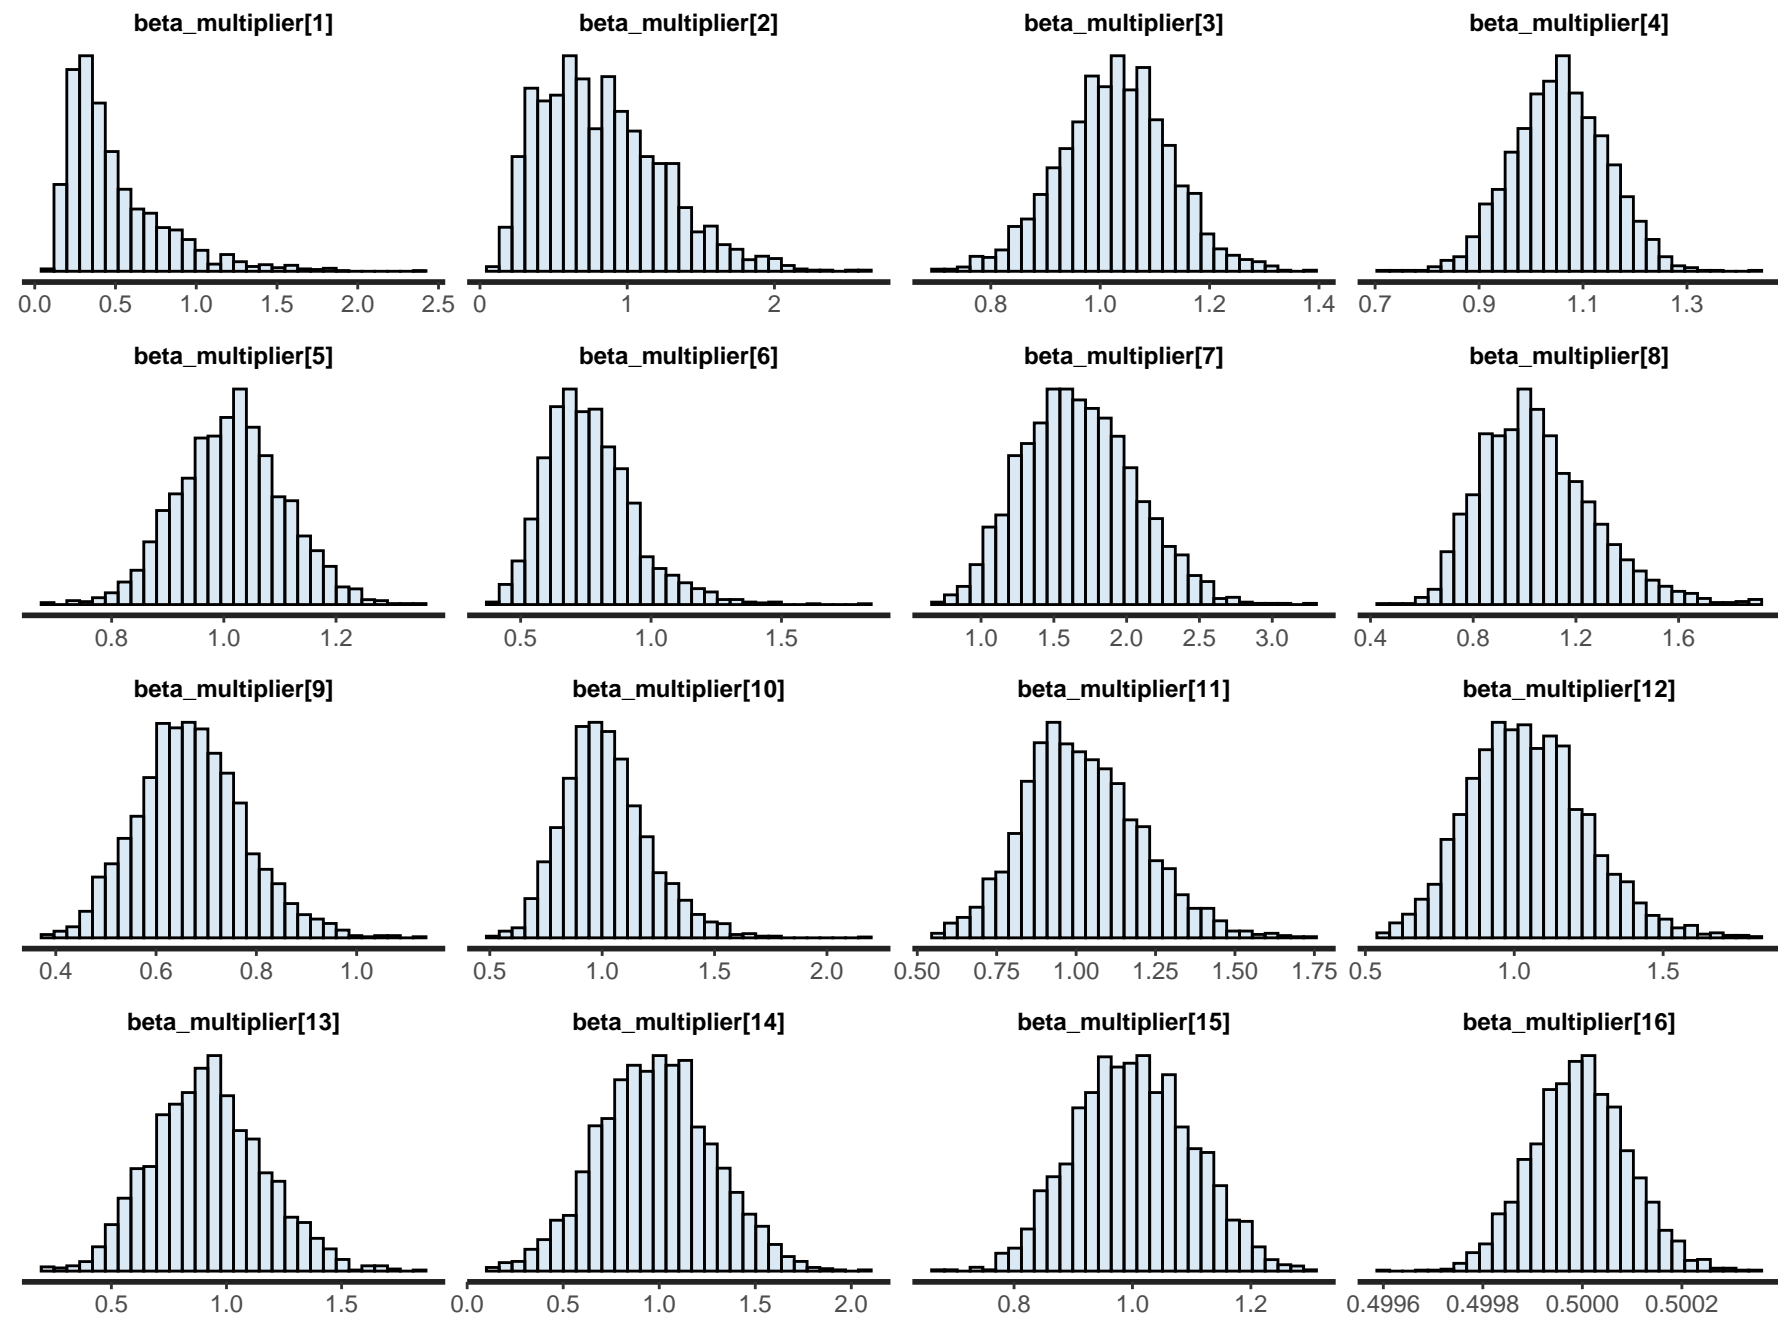 beta_multiplier[1] beta_multiplier[2] beta_multiplier[3] beta_multiplier[4]
0.0 0.5 1.0 1.5 2.0 2.5 0 1 2 0.8 1.0 1.2 1.4 0.7 0.9 1.1 1.3
beta_multiplier[5] beta_multiplier[6] beta_multiplier[7] beta_multiplier[8]
0.8 1.0 1.2 0.5 1.0 1.5 1.0 1.5 2.0 2.5 3.0 0.4 0.8 1.2 1.6
beta_multiplier[9] beta_multiplier[10] beta_multiplier[11] beta_multiplier[12]
0.4 0.6 0.8 1.0 0.5 1.0 1.5 2.0 0.50 0.75 1.00 1.25 1.50 1.75 0.5 1.0 1.5
beta_multiplier[13] beta_multiplier[14] beta_multiplier[15] beta_multiplier[16]
0.5 1.0 1.5 0.0 0.5 1.0 1.5 2.0 0.8 1.0 1.2 0.4996 0.4998 0.5000 0.5002